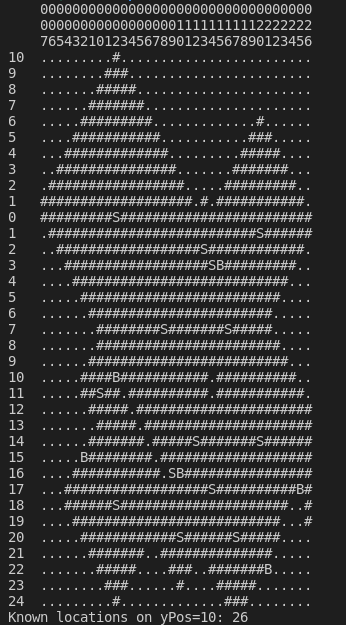 0000000000000000000000000000000000
0000000000000000011111111112222222
7654321012345678901234567890123456
10 .........#........................
9 ........###.......................
8 .......#####......................
7 ......#######.....................
6 .....#########.............#......
5 ....###########...........###.....
4 ...#############.........#####....
3 ..###############.......#######...
2 .#################.....#########..
1 ###################.#.###########.
0 #########S########################
1 .##########################S######
2 ..##################S############.
3 ...##################SB#########..
4 ....###########################...
5 .....#########################....
6 ......#######################.....
7 .......########S#######S#####.....
8 .......#######################....
9 ......#########################...
10 .....####B###########.##########..
11 .....##S##.##########.###########.
12 ......#####.######################
13 .......#####.#####################
14 ......#######.#####S#######S######
15 .....B########.###################
16 ....###########.SB################
17 ...##################S##########B#
18 ...######S#####################..#
19 ....##########################...#
20 .....############S######S#####....
21 ......#######..##############.....
22 .......#####....###..#######B.....
23 ........###......#....#####.......
24 .........#.............###........
Known locations on yPos=10: 26